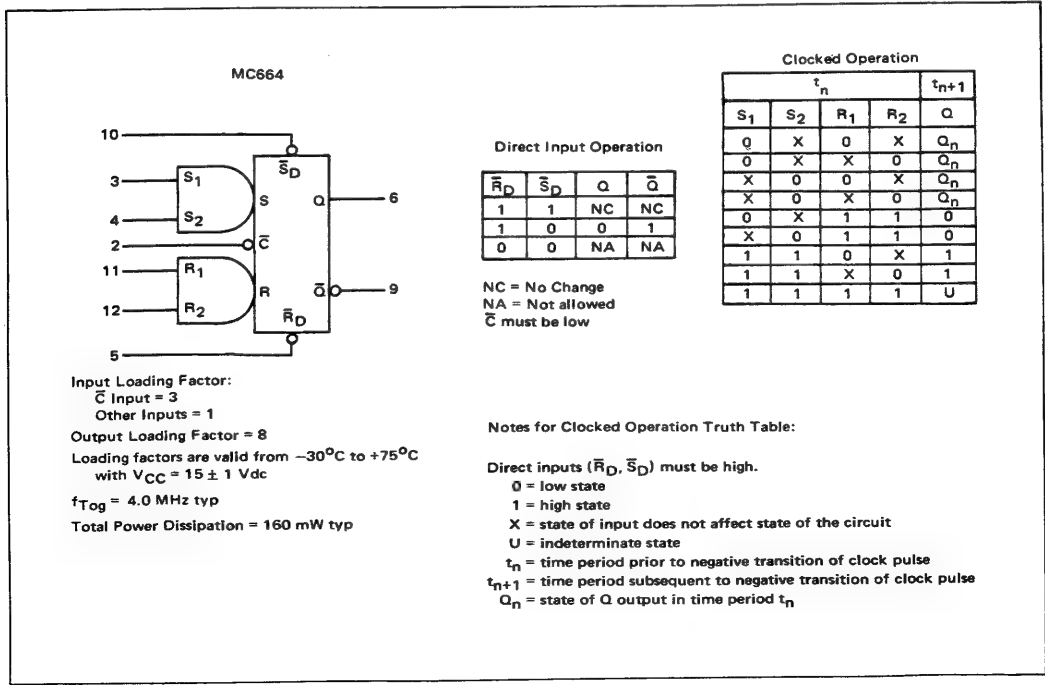 MC664
10
3
4
2
11
12
5
S̄D
S1
S2
S
Q
6
C̄
R1
R2
R
Q̄
9
R̄D
Input Loading Factor:
C̄ Input = 3
Other Inputs = 1
Output Loading Factor = 8
Loading factors are valid from −30°C to +75°C
with VCC = 15 ± 1 Vdc
fTog = 4.0 MHz typ
Total Power Dissipation = 160 mW typ
Direct Input Operation
R̄D S̄D Q Q̄
1 1 NC NC
1 0 0 1
0 0 NA NA
NC = No Change
NA = Not allowed
C̄ must be low
Clocked Operation
tn tn+1
S1 S2 R1 R2 Q
0 X 0 X Qn
0 X X 0 Qn
X 0 0 X Qn
X 0 X 0 Qn
0 X 1 1 0
X 0 1 1 0
1 1 0 X 1
1 1 X 0 1
1 1 1 1 U
Notes for Clocked Operation Truth Table:
Direct inputs (R̄D, S̄D) must be high.
0 = low state
1 = high state
X = state of input does not affect state of the circuit
U = indeterminate state
tn = time period prior to negative transition of clock pulse
tn+1 = time period subsequent to negative transition of clock pulse
Qn = state of Q output in time period tn